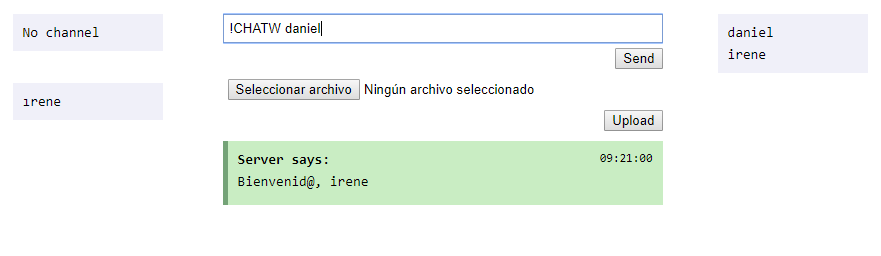 No channel
irene
!CHATW daniel
Send
Seleccionar archivo Ningún archivo seleccionado
Upload
Server says: 09:21:00
Bienvenid@, irene
daniel
irene